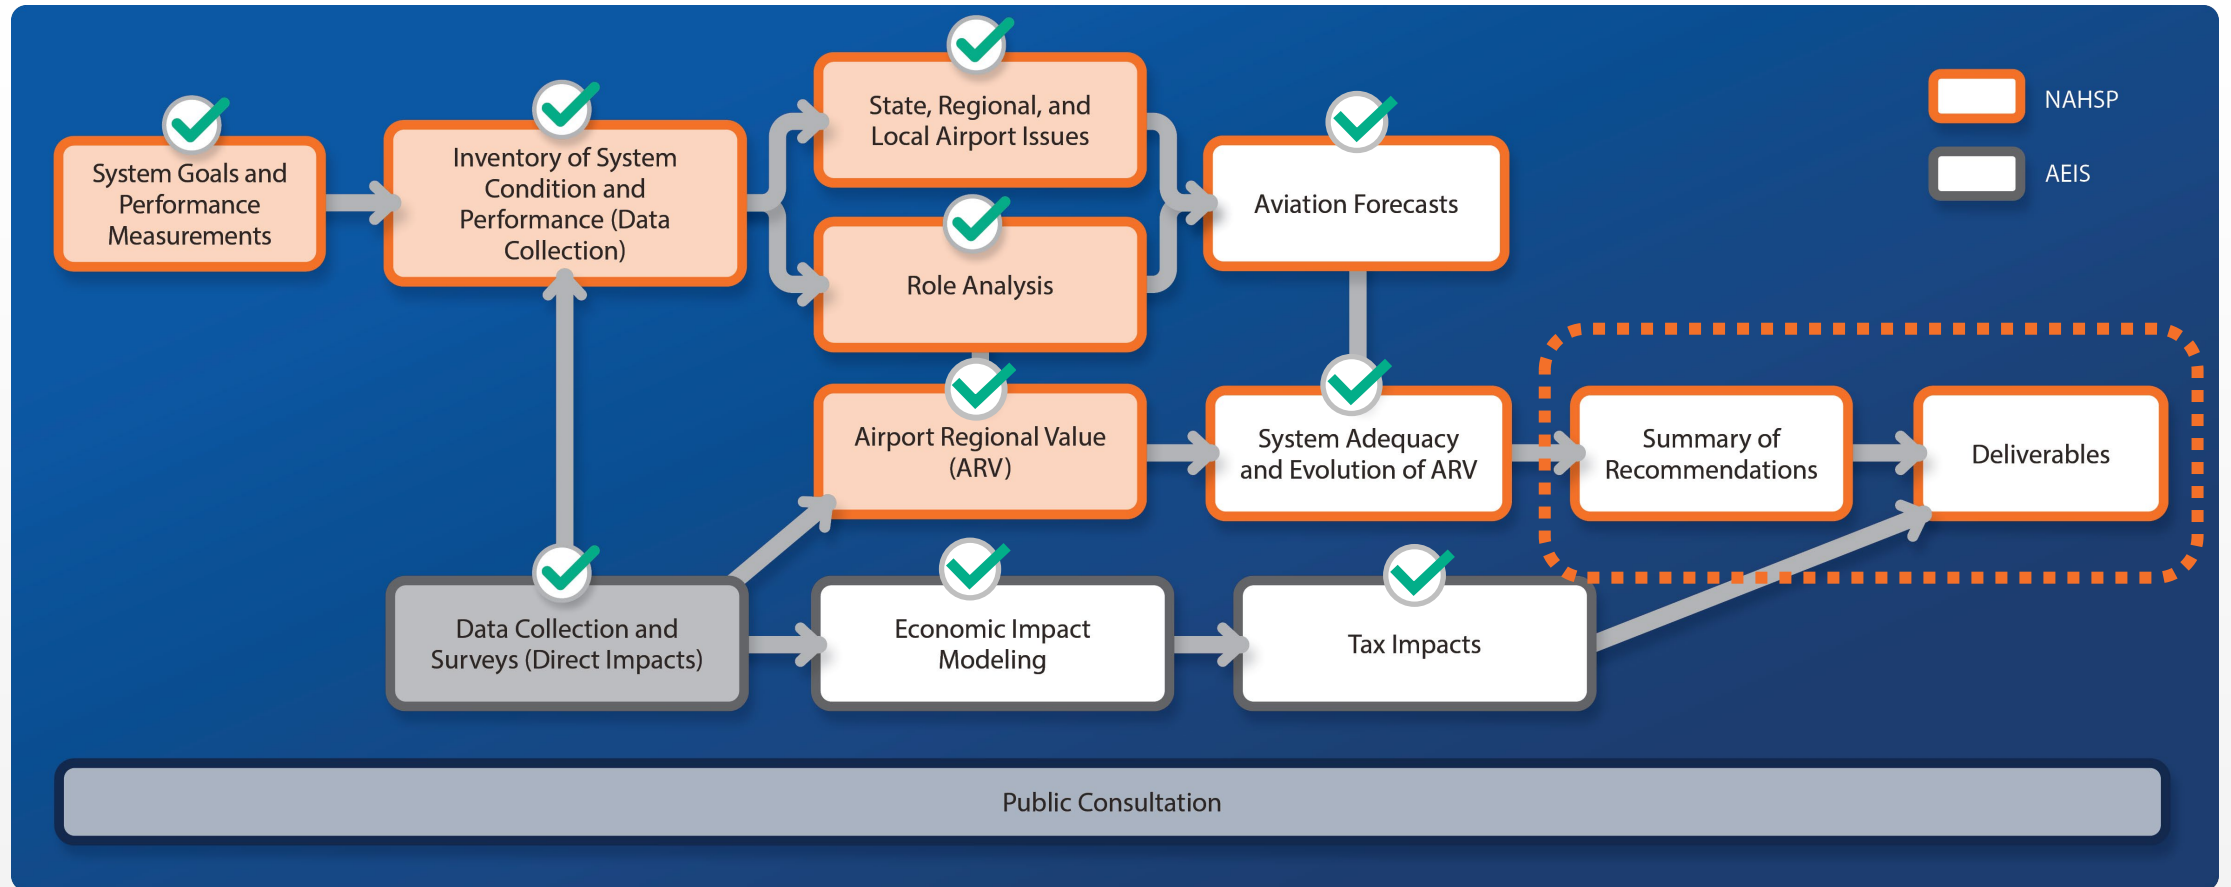 System Goals and
Performance
Measurements
Inventory of System
Condition and
Performance (Data
Collection)
State, Regional, and
Local Airport Issues
Role Analysis
Aviation Forecasts
NAHSP
AEIS
Airport Regional Value
(ARV)
System Adequacy
and Evolution of ARV
Summary of
Recommendations
Deliverables
Data Collection and
Surveys (Direct Impacts)
Economic Impact
Modeling
Tax Impacts
Public Consultation